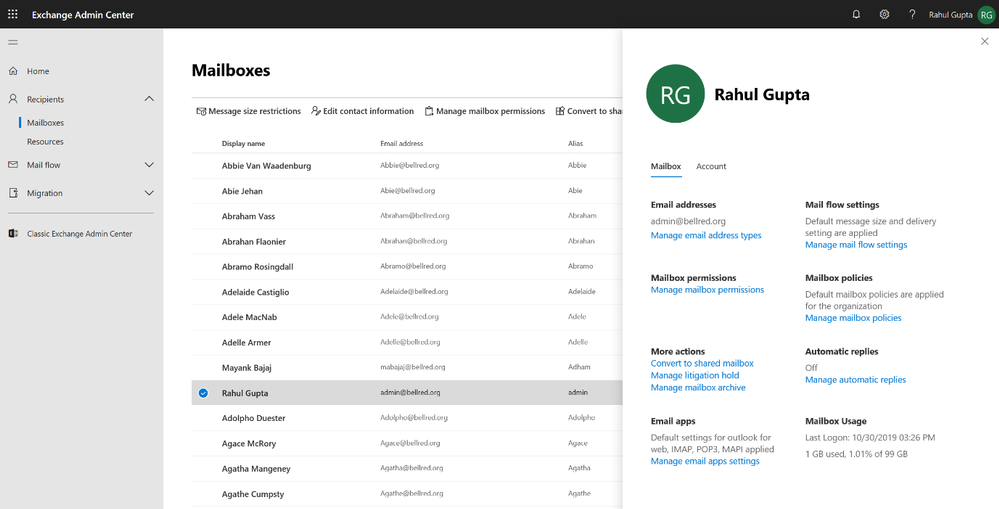 Exchange Admin Center
Rahul Gupta RG
Home
Recipients
Mailboxes
Resources
Mail flow
Migration
Classic Exchange Admin Center
Mailboxes
Message size restrictions Edit contact information Manage mailbox permissions Convert to sha
Display name Email address Alias
Abbie Van Waadenburg Abbie@bellred.org Abbie
Abie Jehan Abie@bellred.org Abie
Abraham Vass Abraham@bellred.org Abraham
Abrahan Flaonier Abrahan@bellred.org Abrahan
Abramo Rosingdall Abramo@bellred.org Abramo
Adelaide Castiglio Adelaide@bellred.org Adelaide
Adele MacNab Adele@bellred.org Adele
Adelle Armer Adelle@bellred.org Adelle
Mayank Bajaj mabajaj@bellred.org Adham
Rahul Gupta admin@bellred.org admin
Adolpho Duester Adolpho@bellred.org Adolpho
Agace McRory Agace@bellred.org Agace
Agatha Mangeney Agatha@bellred.org Agatha
Agathe Cumpsty Agathe@bellred.org Agathe
RG Rahul Gupta
Mailbox Account
Email addresses
admin@bellred.org
Manage email address types
Mail flow settings
Default message size and delivery
setting are applied
Manage mail flow settings
Mailbox permissions
Manage mailbox permissions
Mailbox policies
Default mailbox policies are applied
for the organization
Manage mailbox policies
More actions
Convert to shared mailbox
Manage litigation hold
Manage mailbox archive
Automatic replies
Off
Manage automatic replies
Email apps
Default settings for outlook for
web, IMAP, POP3, MAPI applied
Manage email apps settings
Mailbox Usage
Last Logon: 10/30/2019 03:26 PM
1 GB used, 1.01% of 99 GB